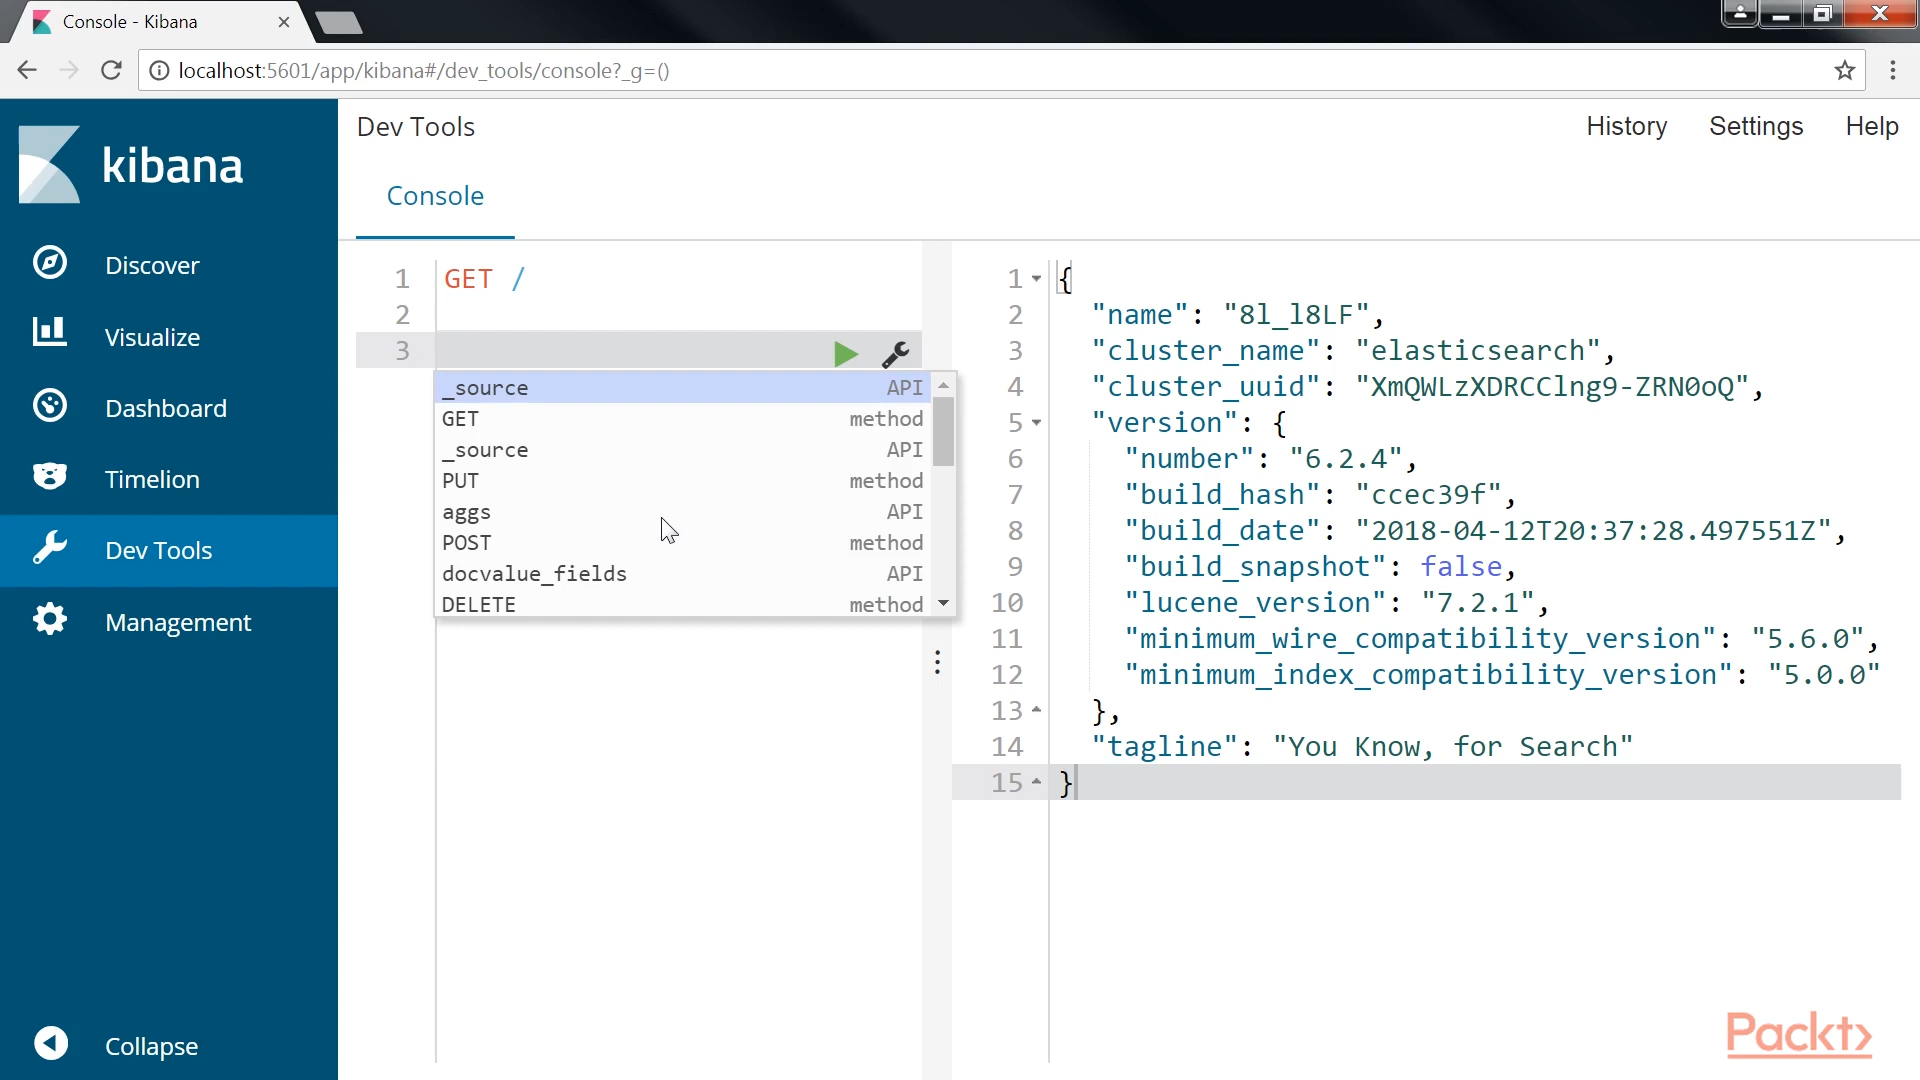 Console - Kibana
localhost:5601/app/kibana#/dev_tools/console?_g=()
kibana
Discover
Visualize
Dashboard
Timelion
Dev Tools
Management
Collapse
Dev Tools
History
Settings
Help
Console
1 GET /
2
3
_source API
GET method
_source API
PUT method
aggs API
POST method
docvalue_fields API
DELETE method
1 {
2 "name": "8l_l8LF",
3 "cluster_name": "elasticsearch",
4 "cluster_uuid": "XmQWLzXDRCClng9-ZRN0oQ",
5 "version": {
6 "number": "6.2.4",
7 "build_hash": "ccec39f",
8 "build_date": "2018-04-12T20:37:28.497551Z",
9 "build_snapshot": false,
10 "lucene_version": "7.2.1",
11 "minimum_wire_compatibility_version": "5.6.0",
12 "minimum_index_compatibility_version": "5.0.0"
13 },
14 "tagline": "You Know, for Search"
15 }
Packt>